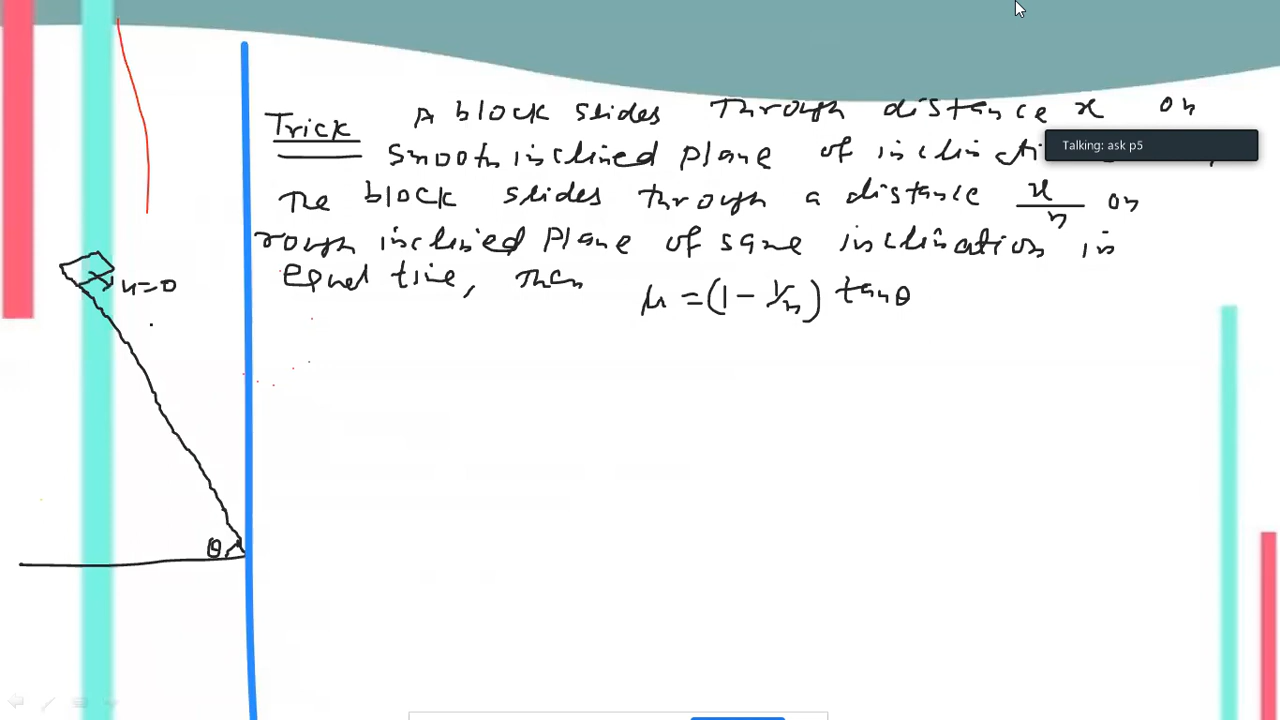 Trick A block slides through distance x on
smooth inclined plane of
Talking: ask p5
The block slides through a distance x/n on
rough inclined plane of same inclination in
equal time, then μ = (1 - 1/n) tanθ
u=0
θ